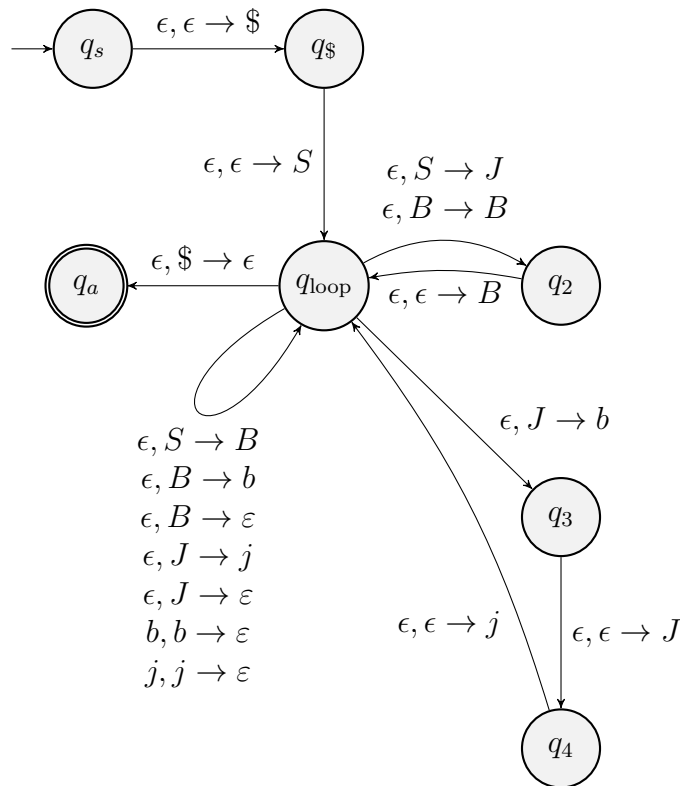 ϵ, ϵ → $
q_s
q_$
ϵ, ϵ → S
ϵ, S → J
ϵ, B → B
q_a
ϵ, $ → ϵ
q_loop
q_2
ϵ, ϵ → B
ϵ, S → B
ϵ, B → b
ϵ, B → ε
ϵ, J → j
ϵ, J → ε
b, b → ε
j, j → ε
ϵ, J → b
q_3
ϵ, ϵ → j
ϵ, ϵ → J
q_4